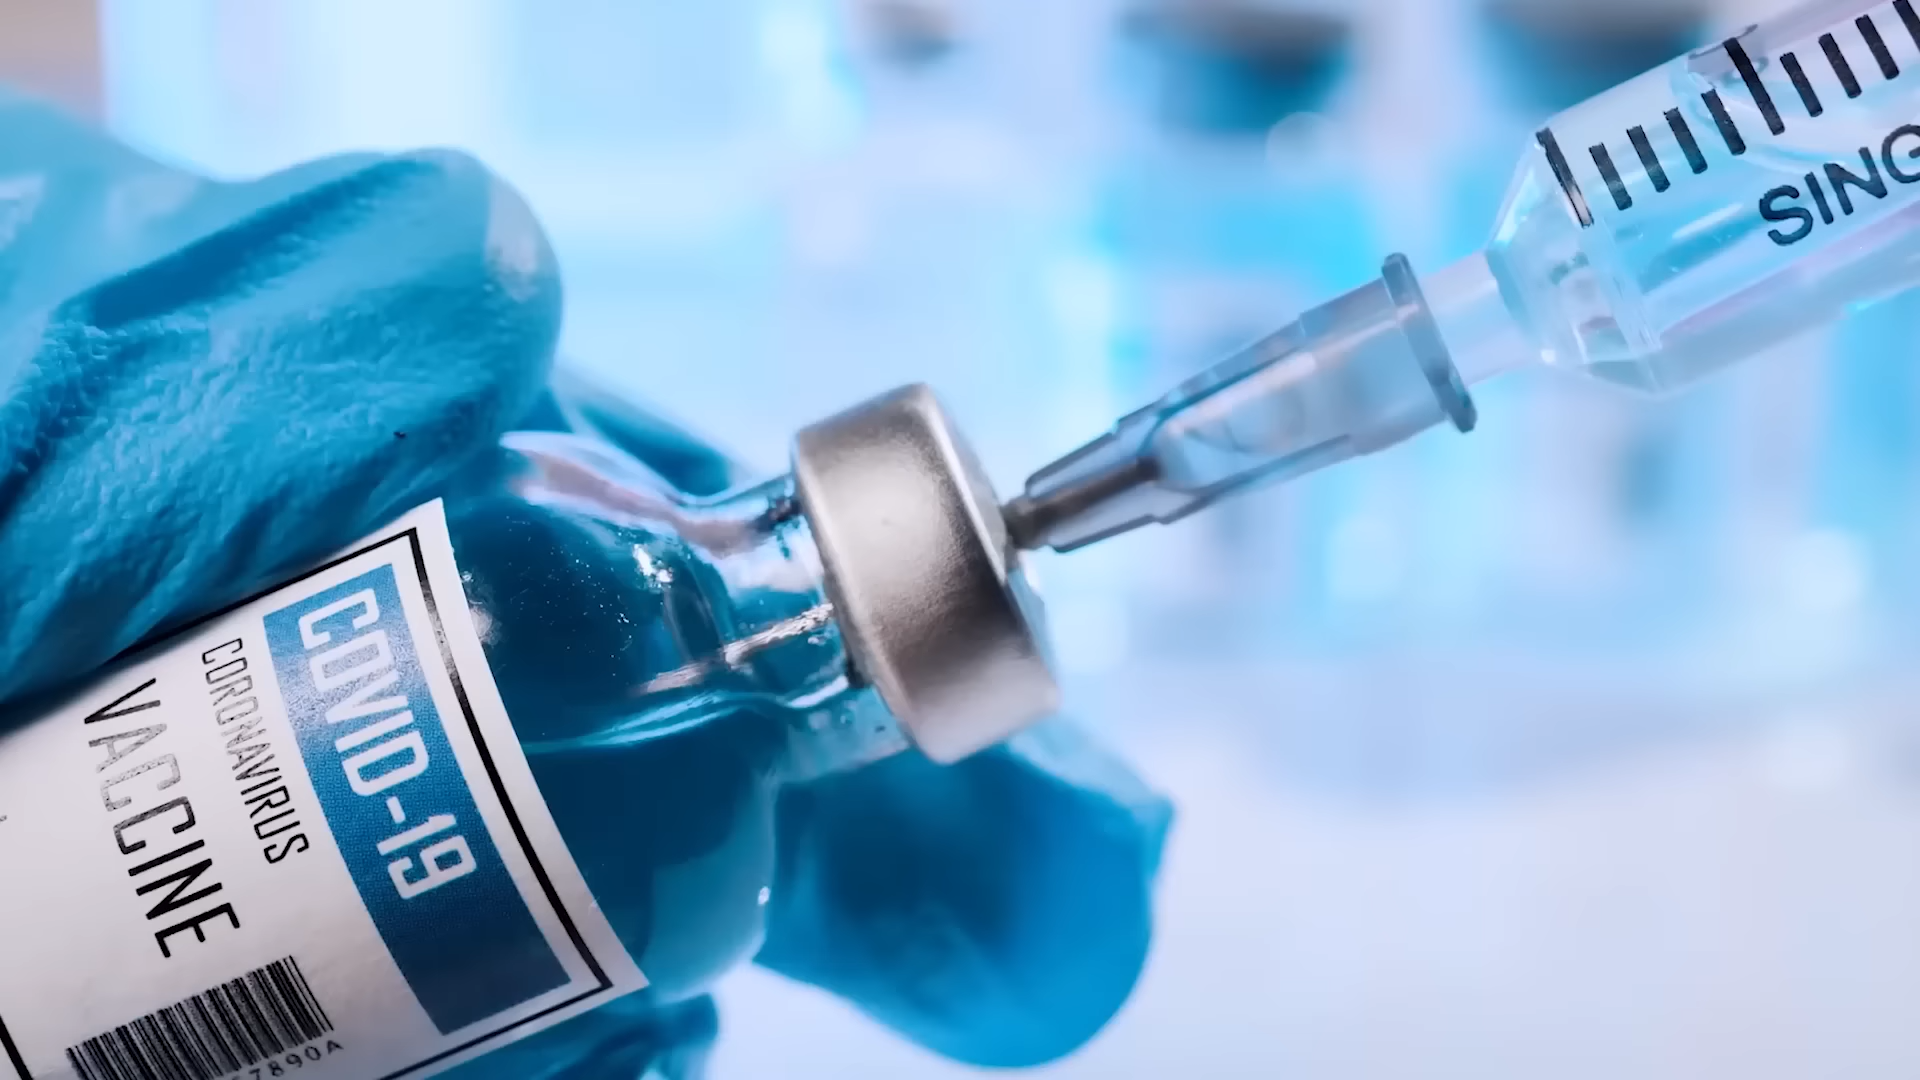 COVID-19
CORONAVIRUS
VACCINE
7890A
SING